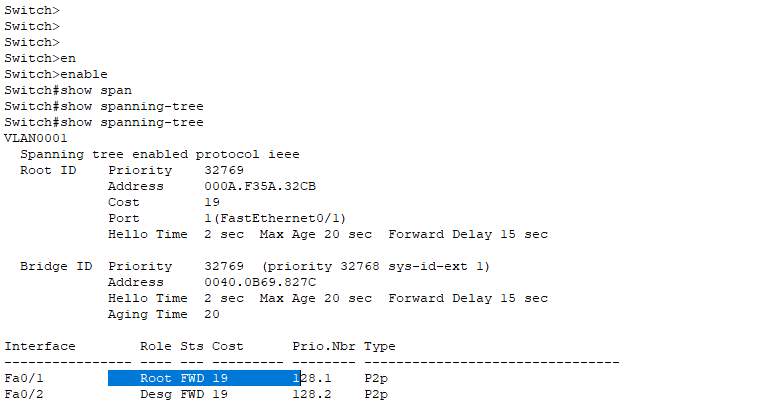 Switch>
Switch>
Switch>
Switch>en
Switch>enable
Switch#show span
Switch#show spanning-tree
Switch#show spanning-tree
VLAN0001
  Spanning tree enabled protocol ieee
  Root ID    Priority    32769
             Address     000A.F35A.32CB
             Cost        19
             Port        1(FastEthernet0/1)
             Hello Time  2 sec  Max Age 20 sec  Forward Delay 15 sec
  Bridge ID  Priority    32769  (priority 32768 sys-id-ext 1)
             Address     0040.0B69.827C
             Hello Time  2 sec  Max Age 20 sec  Forward Delay 15 sec
             Aging Time  20
Interface        Role Sts Cost      Prio.Nbr Type
---------------- ---- --- --------- -------- --------------------------------
Fa0/1            Root FWD 19        128.1    P2p
Fa0/2            Desg FWD 19        128.2    P2p